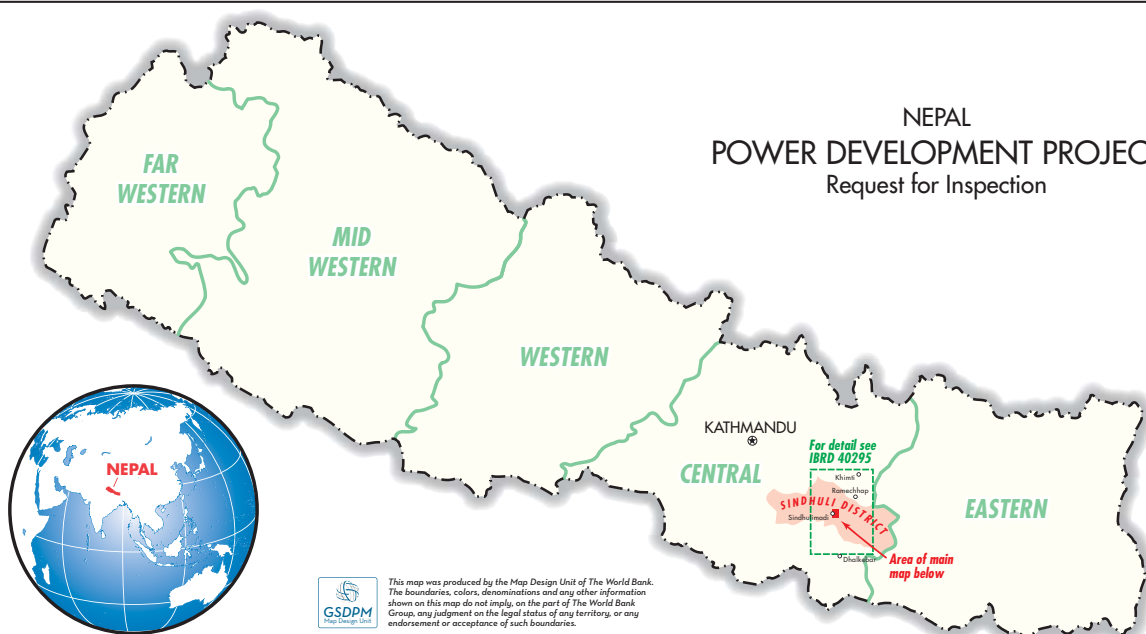 NEPAL
POWER DEVELOPMENT PROJEC
Request for Inspection
FAR
WESTERN
MID
WESTERN
WESTERN
KATHMANDU
CENTRAL
For detail see
IBRD 40295
Khimti
Ramechhap
SINDHULI DISTRICT
Sindhulimadi
Dhalkebar
EASTERN
Area of main
map below
NEPAL
GSDPM
Map Design Unit
This map was produced by the Map Design Unit of The World Bank.
The boundaries, colors, denominations and any other information
shown on this map do not imply, on the part of The World Bank
Group, any judgment on the legal status of any territory, or any
endorsement or acceptance of such boundaries.